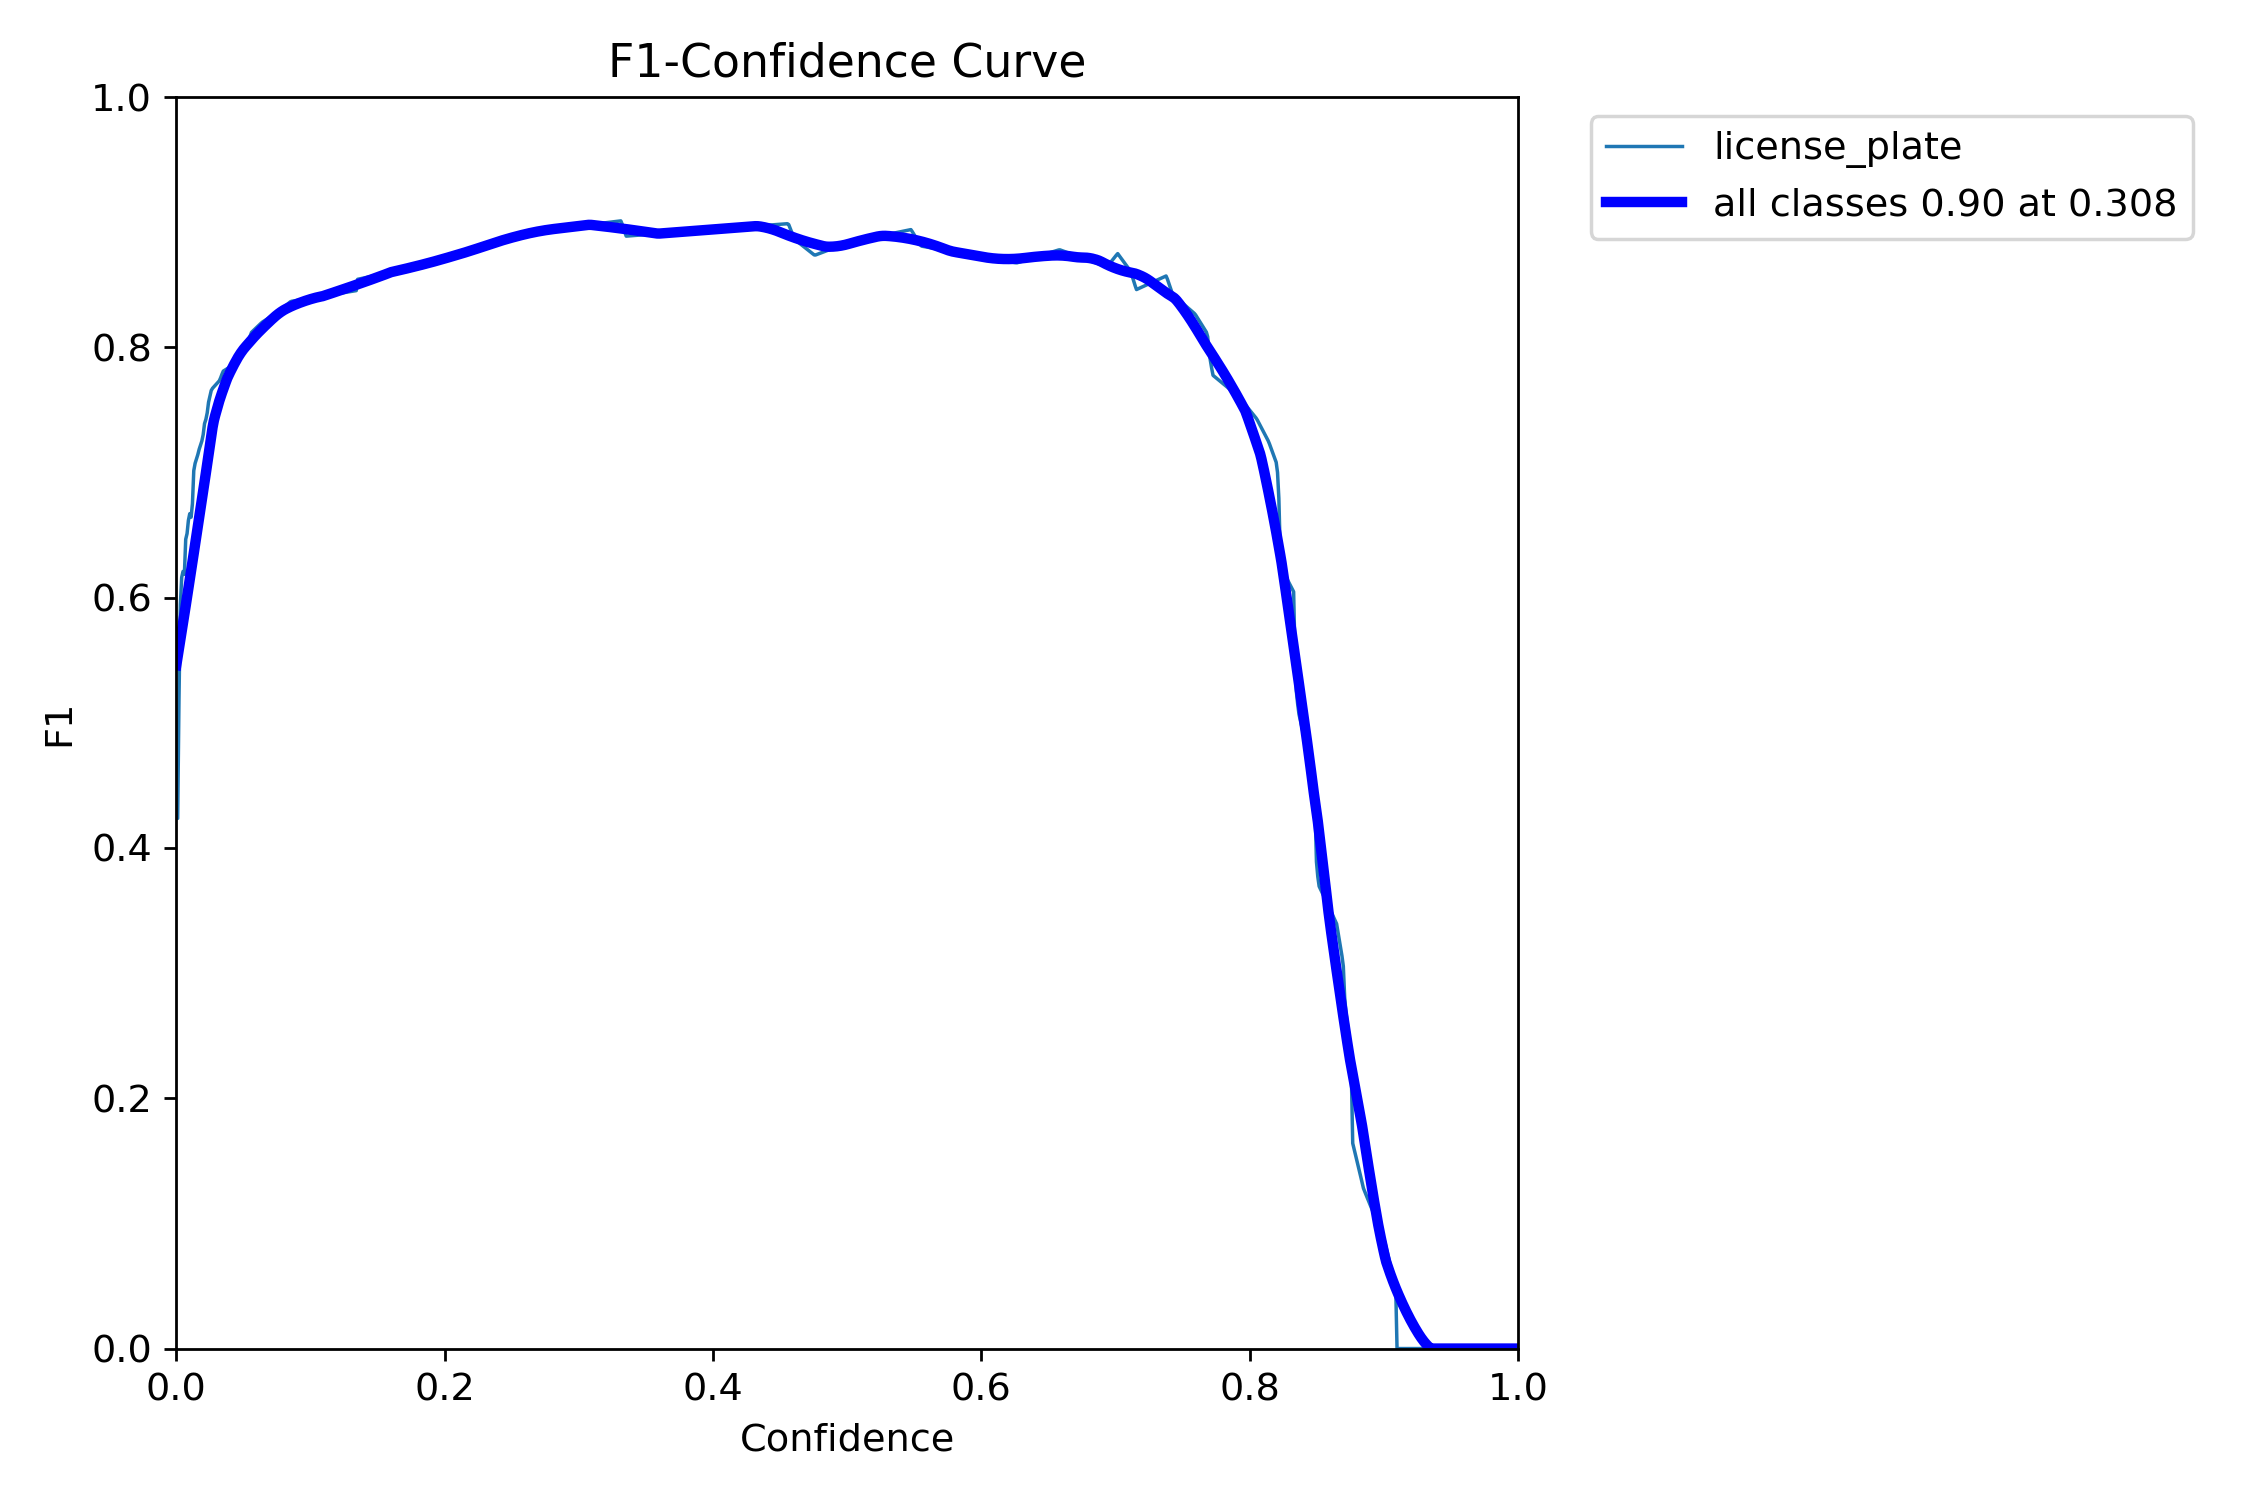 F1-Confidence Curve
license_plate
all classes 0.90 at 0.308
1.0
0.8
0.6
0.4
0.2
0.0
F1
0.0 0.2 0.4 0.6 0.8 1.0
Confidence